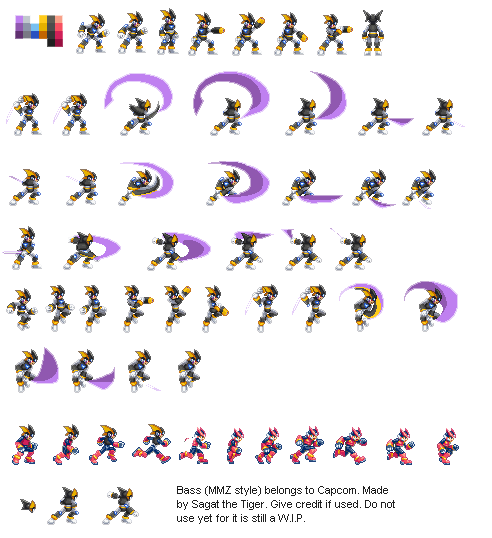 Bass (MMZ style) belongs to Capcom. Made
by Sagat the Tiger. Give credit if used. Do not
use yet for it is still a W.I.P.